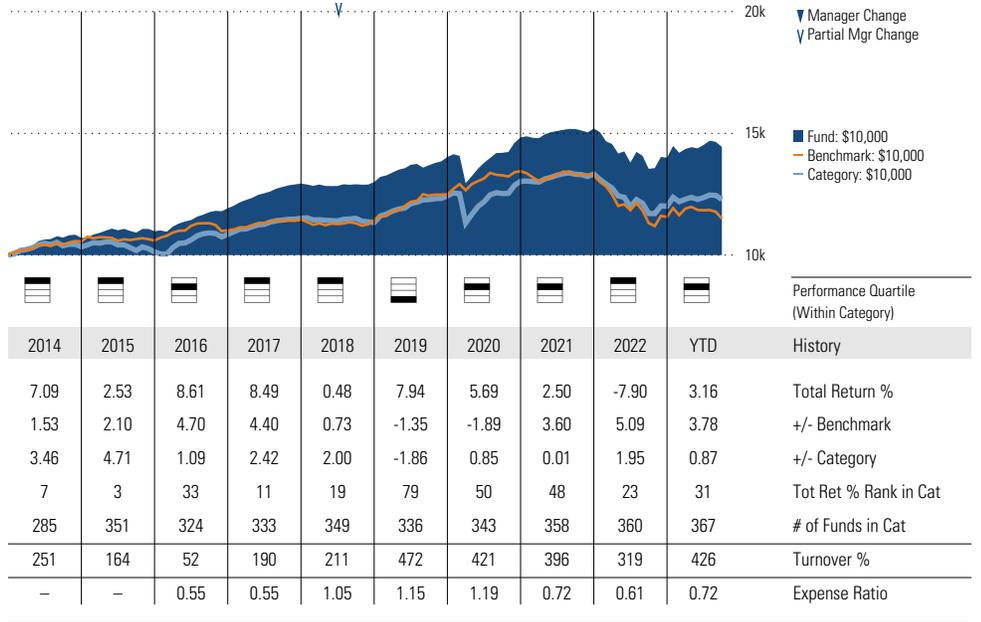 20k
Manager Change
Partial Mgr Change
15k
Fund: $10,000
Benchmark: $10,000
Category: $10,000
10k
Performance Quartile
(Within Category)
2014 2015 2016 2017 2018 2019 2020 2021 2022 YTD History
7.09 2.53 8.61 8.49 0.48 7.94 5.69 2.50 -7.90 3.16 Total Return %
1.53 2.10 4.70 4.40 0.73 -1.35 -1.89 3.60 5.09 3.78 +/- Benchmark
3.46 4.71 1.09 2.42 2.00 -1.86 0.85 0.01 1.95 0.87 +/- Category
7 3 33 11 19 79 50 48 23 31 Tot Ret % Rank in Cat
285 351 324 333 349 336 343 358 360 367 # of Funds in Cat
251 164 52 190 211 472 421 396 319 426 Turnover %
– – 0.55 0.55 1.05 1.15 1.19 0.72 0.61 0.72 Expense Ratio